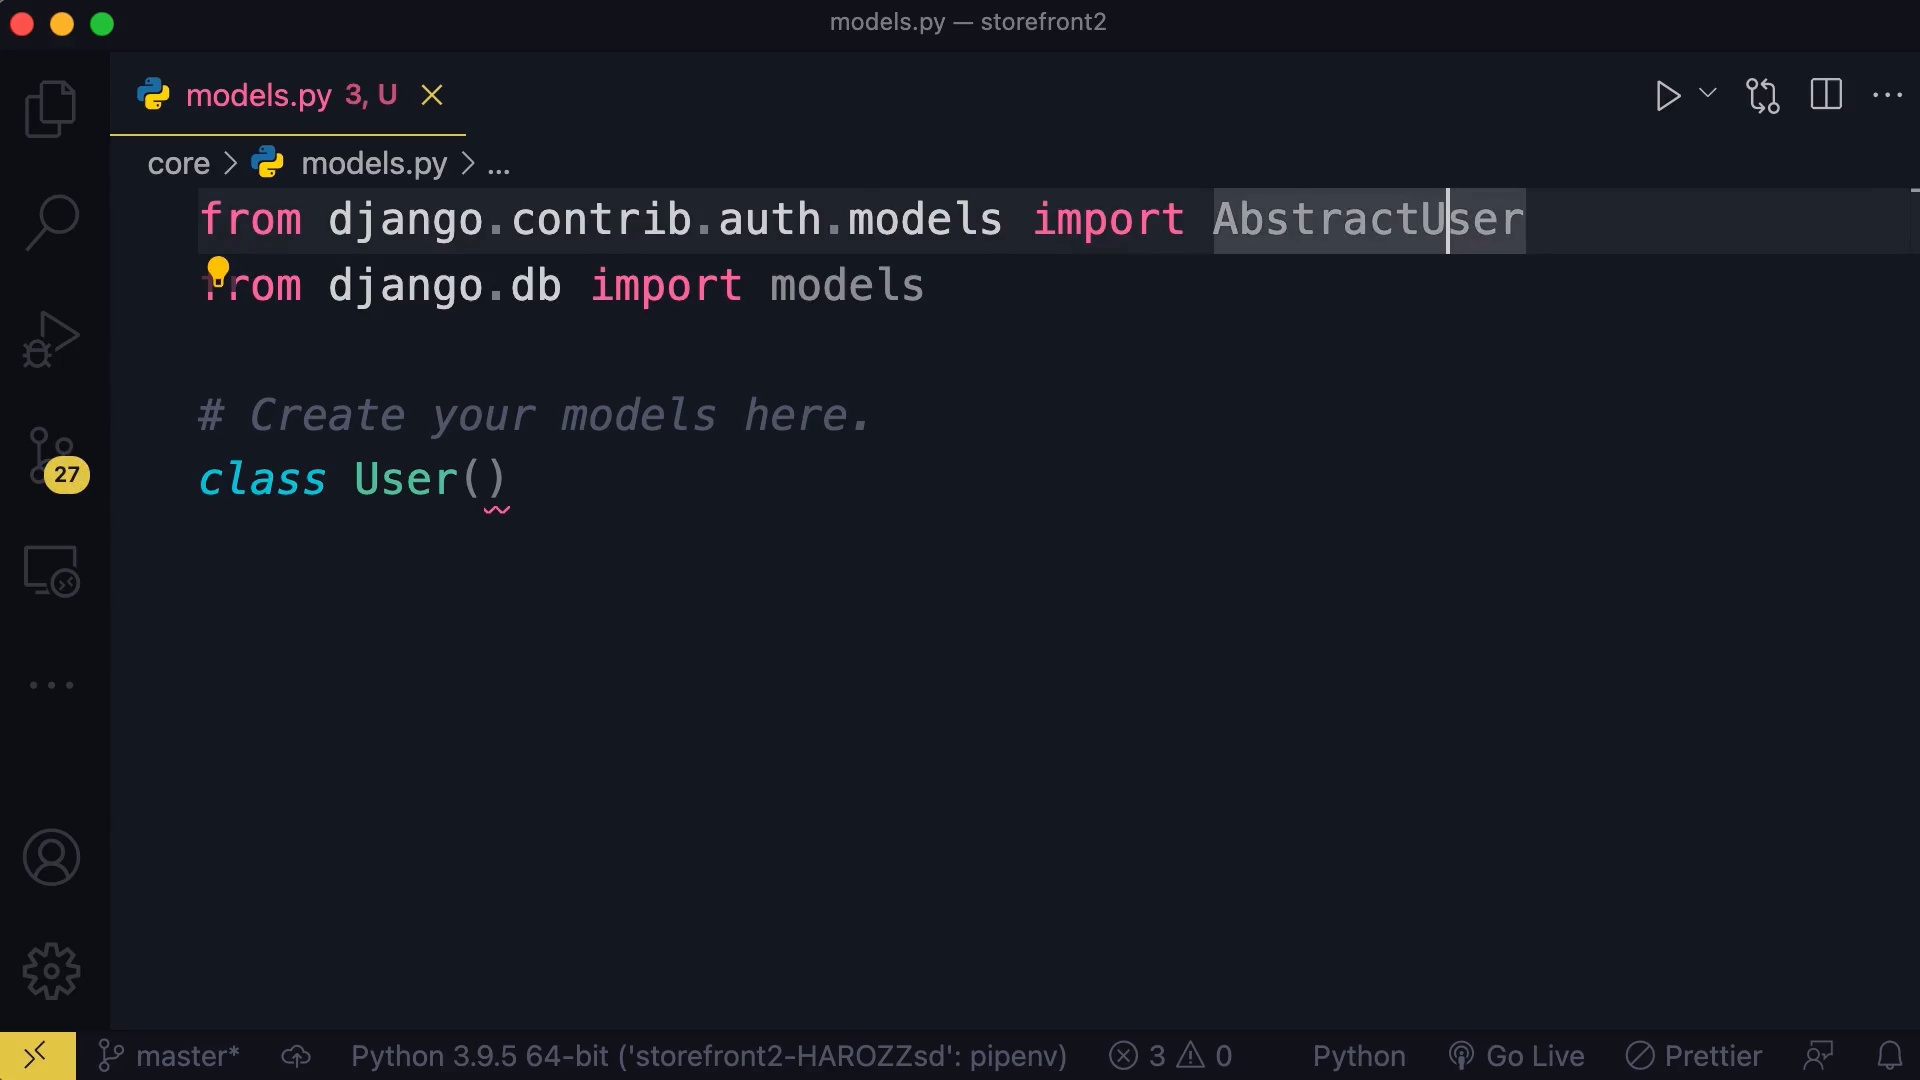 models.py — storefront2
models.py 3, U
core > models.py > ...
from django.contrib.auth.models import AbstractUser
from django.db import models
# Create your models here.
class User()
27
master*
Python 3.9.5 64-bit ('storefront2-HAROZZsd': pipenv)
3
0
Python
Go Live
Prettier